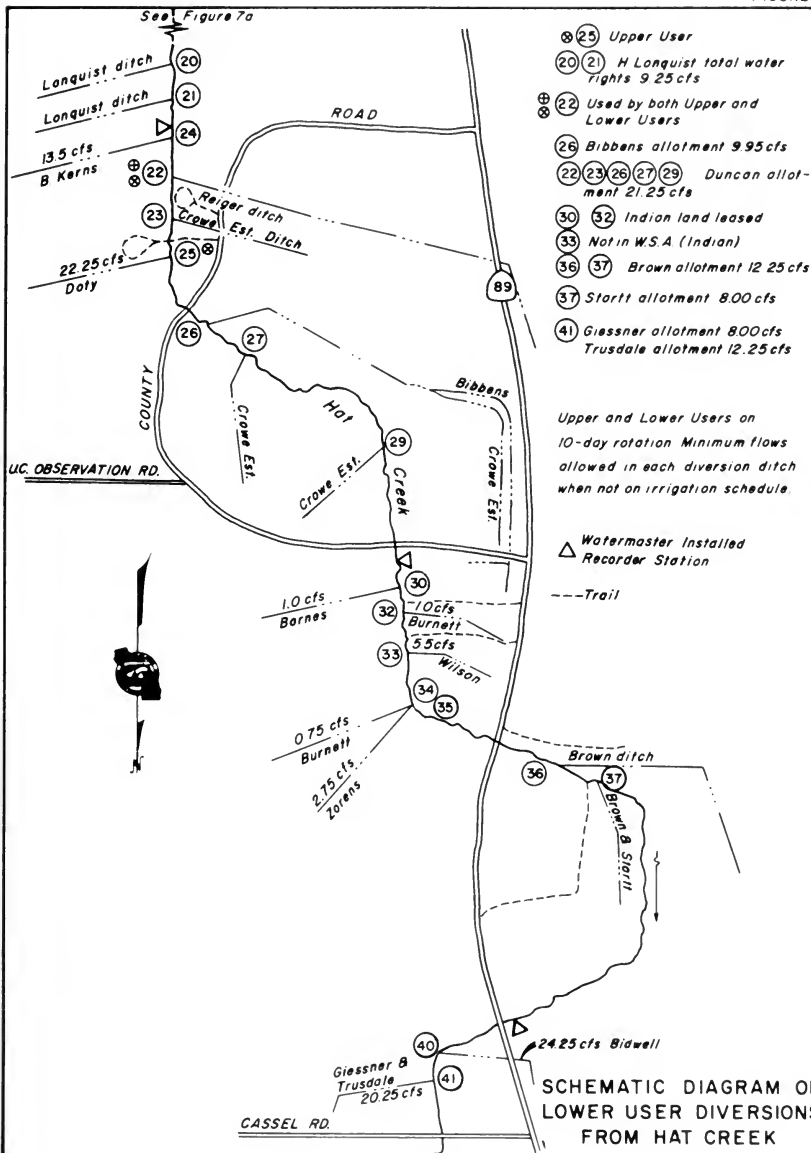 See Figure 7a
Lonquist ditch
20
Lonquist ditch
21
24
13.5 cfs
B Kerns
22
ROAD
Reiger ditch
23
Crowe Est. Ditch
25
22.25 cfs
Doty
89
26
27
COUNTY
Crowe Est.
Hat Creek
Bibbens
Crowe Est.
29
Crowe Est.
U.C. OBSERVATION RD.
30
1.0 cfs
Barnes
32
1.0 cfs
Burnett
33
5.5 cfs
Wilson
34
35
0.75 cfs
Burnett
2.75 cfs
Zorens
36
Brown ditch
37
Brown & Startt
40
24.25 cfs Bidwell
Giessner &
Trusdale
20.25 cfs
41
CASSEL RD.
25 Upper User
20 21 H Lonquist total water
rights 9.25 cfs
22 Used by both Upper and
Lower Users
26 Bibbens allotment 9.95 cfs
22 23 26 27 29 Duncan allot-
ment 21.25 cfs
30 32 Indian land leased
33 Not in W.S.A. (Indian)
36 37 Brown allotment 12.25 cfs
37 Startt allotment 8.00 cfs
41 Giessner allotment 8.00 cfs
Trusdale allotment 12.25 cfs
Upper and Lower Users on
10-day rotation Minimum flows
allowed in each diversion ditch
when not on irrigation schedule.
Watermaster Installed
Recorder Station
Trail
SCHEMATIC DIAGRAM OF
LOWER USER DIVERSIONS
FROM HAT CREEK